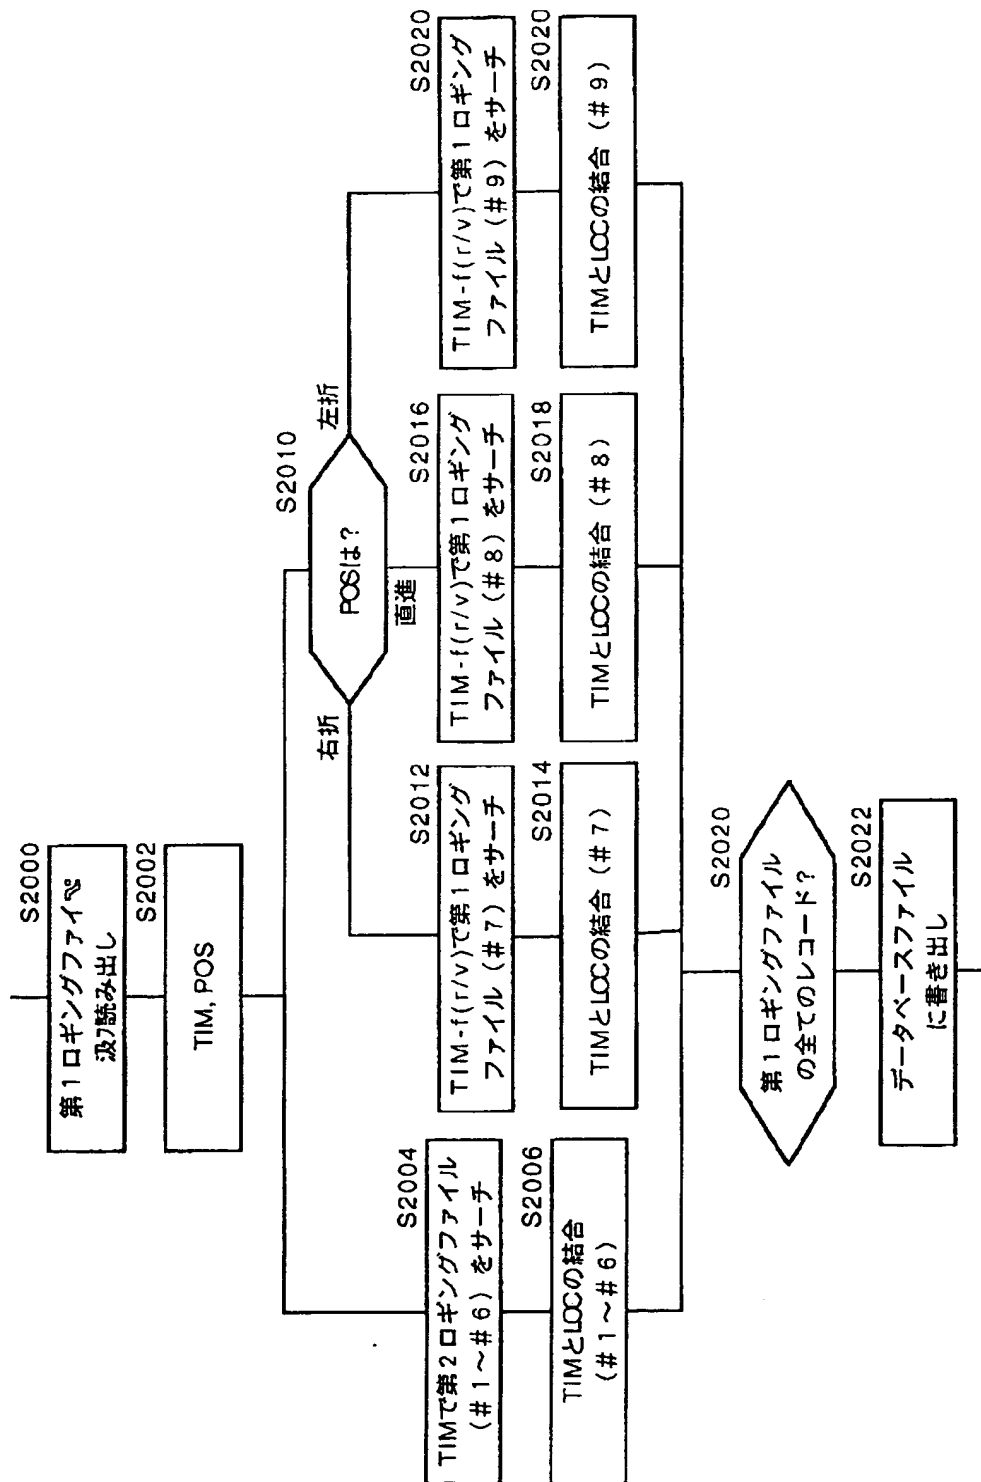 S2000
第1ロギングファイル
読み出し
S2002
TIM, POS
S2004
TIMで第2ロギングファイル
(#1~#6) をサーチ
S2006
TIMとLOCの結合
(#1~#6)
S2010
POSは?
右折
直進
左折
S2012
TIM-f(r/v)で第1ロギング
ファイル (#7) をサーチ
S2014
TIMとLOCの結合 (#7)
S2016
TIM-f(r/v)で第1ロギング
ファイル (#8) をサーチ
S2018
TIMとLOCの結合 (#8)
S2020
TIM-f(r/v)で第1ロギング
ファイル (#9) をサーチ
S2020
TIMとLOCの結合 (#9)
S2020
第1ロギングファイル
の全てのレコード?
S2022
データベースファイル
に書き出し